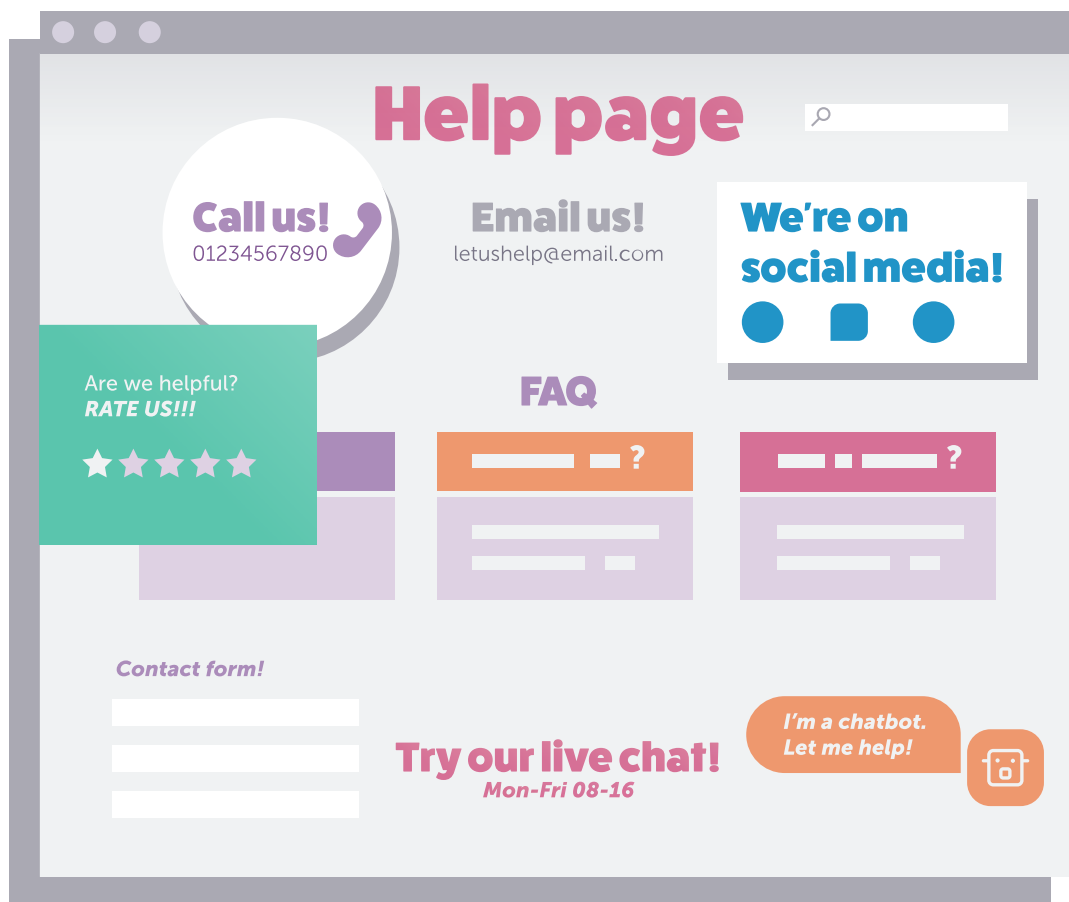 Help page
Call us!
01234567890
Email us!
letushelp@email.com
We're on
social media!
Are we helpful?
RATE US!!!
FAQ
?
?
Contact form!
Try our live chat!
Mon-Fri 08-16
I'm a chatbot.
Let me help!